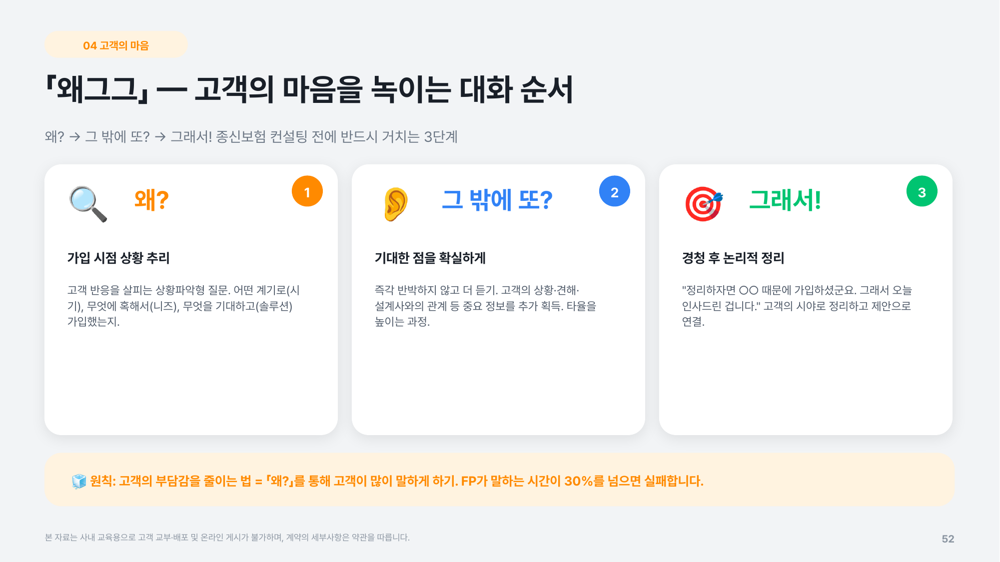 04 고객의 마음
「왜그그」 — 고객의 마음을 녹이는 대화 순서
왜? → 그 밖에 또? → 그래서! 종신보험 컨설팅 전에 반드시 거치는 3단계
왜?
1
가입 시점 상황 추리
고객 반응을 살피는 상황파악형 질문. 어떤 계기로(시
기), 무엇에 혹해서(니즈), 무엇을 기대하고(솔루션)
가입했는지.
그 밖에 또?
2
기대한 점을 확실하게
즉각 반박하지 않고 더 듣기. 고객의 상황·견해·
설계사와의 관계 등 중요 정보를 추가 획득. 타율을
높이는 과정.
그래서!
3
경청 후 논리적 정리
"정리하자면 〇〇 때문에 가입하셨군요. 그래서 오늘
인사드린 겁니다." 고객의 시야로 정리하고 제안으로
연결.
원칙: 고객의 부담감을 줄이는 법 = 「왜?」를 통해 고객이 많이 말하게 하기. FP가 말하는 시간이 30%를 넘으면 실패합니다.
본 자료는 사내 교육용으로 고객 교부·배포 및 온라인 게시가 불가하며, 계약의 세부사항은 약관을 따릅니다.
52